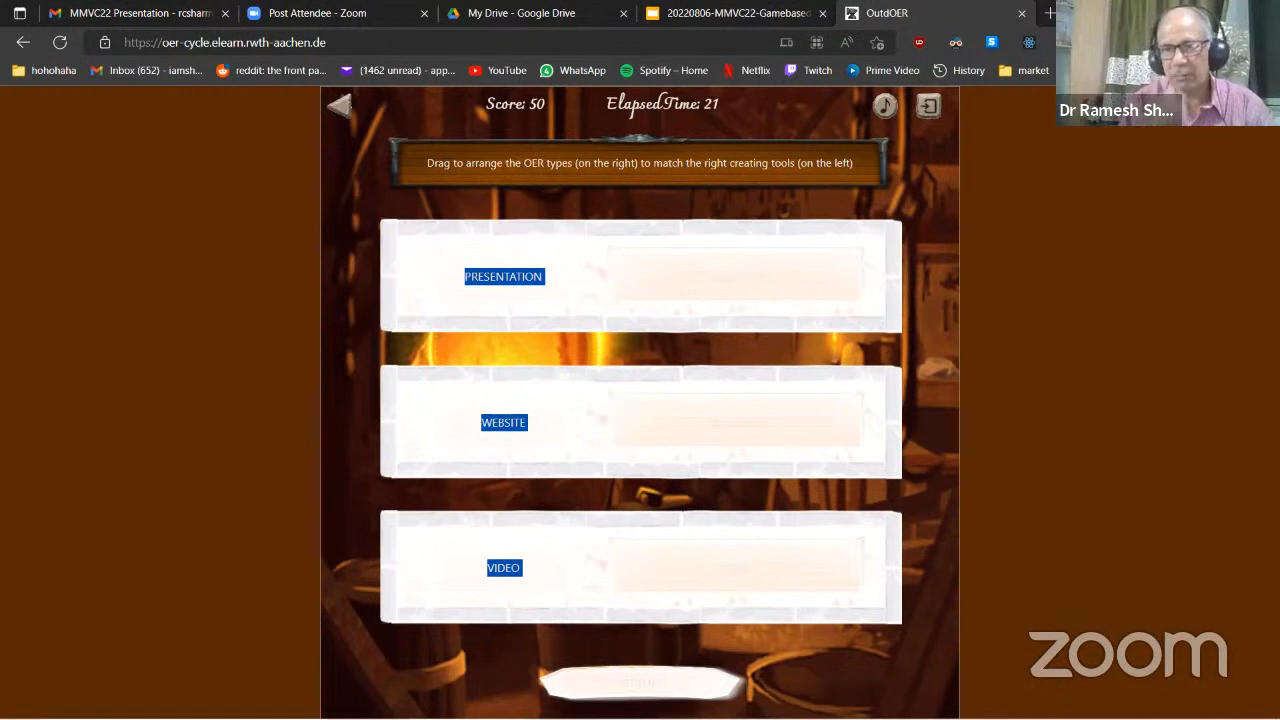 MMVC22 Presentation - rcsharm
Post Attendee - Zoom
My Drive - Google Drive
20220806-MMVC22-Gamebased
OutdOER
https://oer-cycle.elearn.rwth-aachen.de
hohohaha
Inbox (652) - iamsh...
reddit: the front pa...
(1462 unread) - app...
YouTube
WhatsApp
Spotify – Home
Netflix
Twitch
Prime Video
History
market
Dr Ramesh Sh...
Score: 50
ElapsedTime: 21
Drag to arrange the OER types (on the right) to match the right creating tools (on the left)
PRESENTATION
WEBSITE
VIDEO
zoom